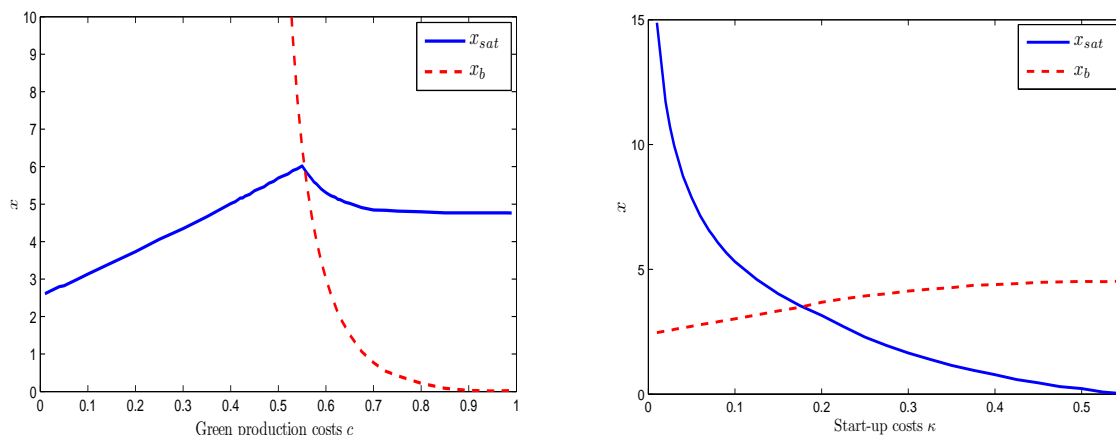 10
9
8
7
6
5
4
3
2
1
0
x
x_sat
x_b
0 0.1 0.2 0.3 0.4 0.5 0.6 0.7 0.8 0.9 1
Green production costs c
15
10
5
0
x
x_sat
x_b
0 0.1 0.2 0.3 0.4 0.5
Start-up costs κ